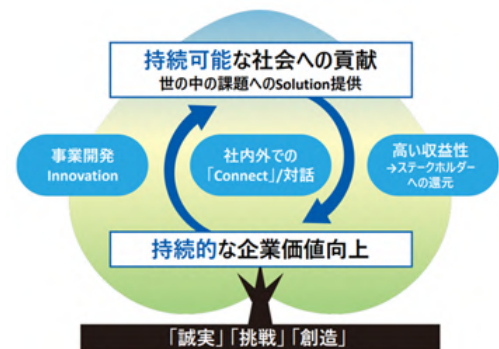 持続可能な社会への貢献
世の中の課題へのSolution提供
事業開発
Innovation
社内外での
「Connect」/対話
高い収益性
→ステークホルダー
への還元
持続的な企業価値向上
「誠実」「挑戦」「創造」